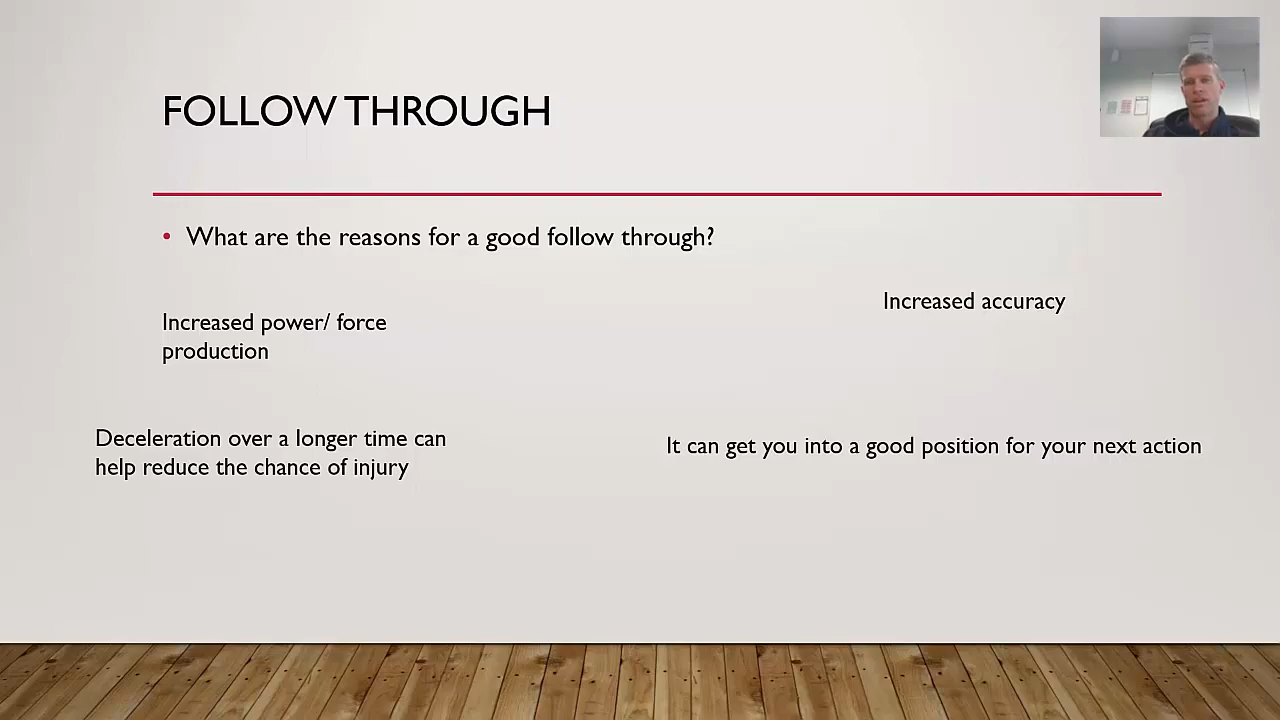 FOLLOW THROUGH
• What are the reasons for a good follow through?
Increased accuracy
Increased power/ force
production
Deceleration over a longer time can
help reduce the chance of injury
It can get you into a good position for your next action